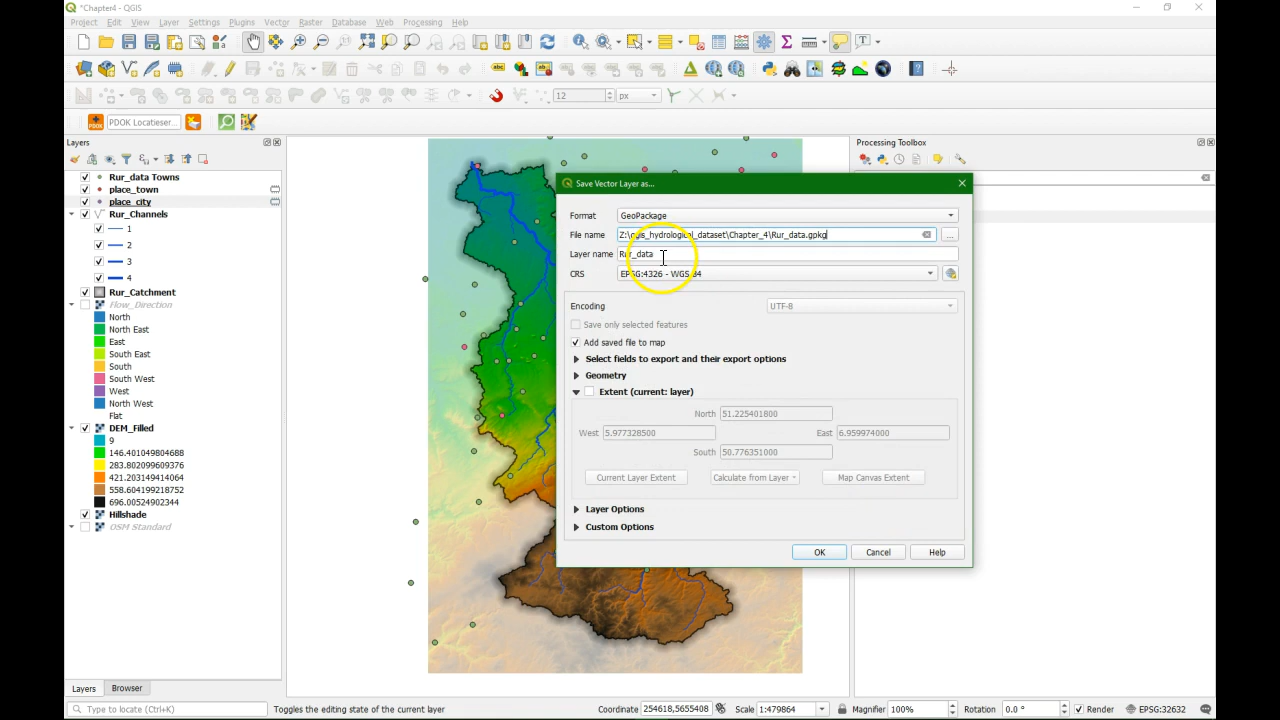 *Chapter4 - QGIS
Project Edit View Layer Settings Plugins Vector Raster Database Web Processing Help
12 px
PDOK PDOK Locatieser...
Layers
Processing Toolbox
Rur_data Towns
place_town
place_city
Rur_Channels
1
2
3
4
Rur_Catchment
Flow_Direction
North
North East
East
South East
South
South West
West
North West
Flat
DEM_Filled
9
146.401049804688
283.802099609376
421.203149414064
558.604199218752
696.00524902344
Hillshade
OSM Standard
Save Vector Layer as...
Format GeoPackage
File name Z:\qgis_hydrological_dataset\Chapter_4\Rur_data.gpkg
Layer name Rur_data
CRS EPSG:4326 - WGS 84
Encoding UTF-8
Save only selected features
Add saved file to map
Select fields to export and their export options
Geometry
Extent (current: layer)
North 51.225401800
West 5.977328500 East 6.959974000
South 50.776351000
Current Layer Extent Calculate from Layer Map Canvas Extent
Layer Options
Custom Options
OK Cancel Help
Layers Browser
Type to locate (Ctrl+K) Toggles the editing state of the current layer Coordinate 254618,5655408 Scale 1:479864 Magnifier 100% Rotation 0.0 ° Render EPSG:32632